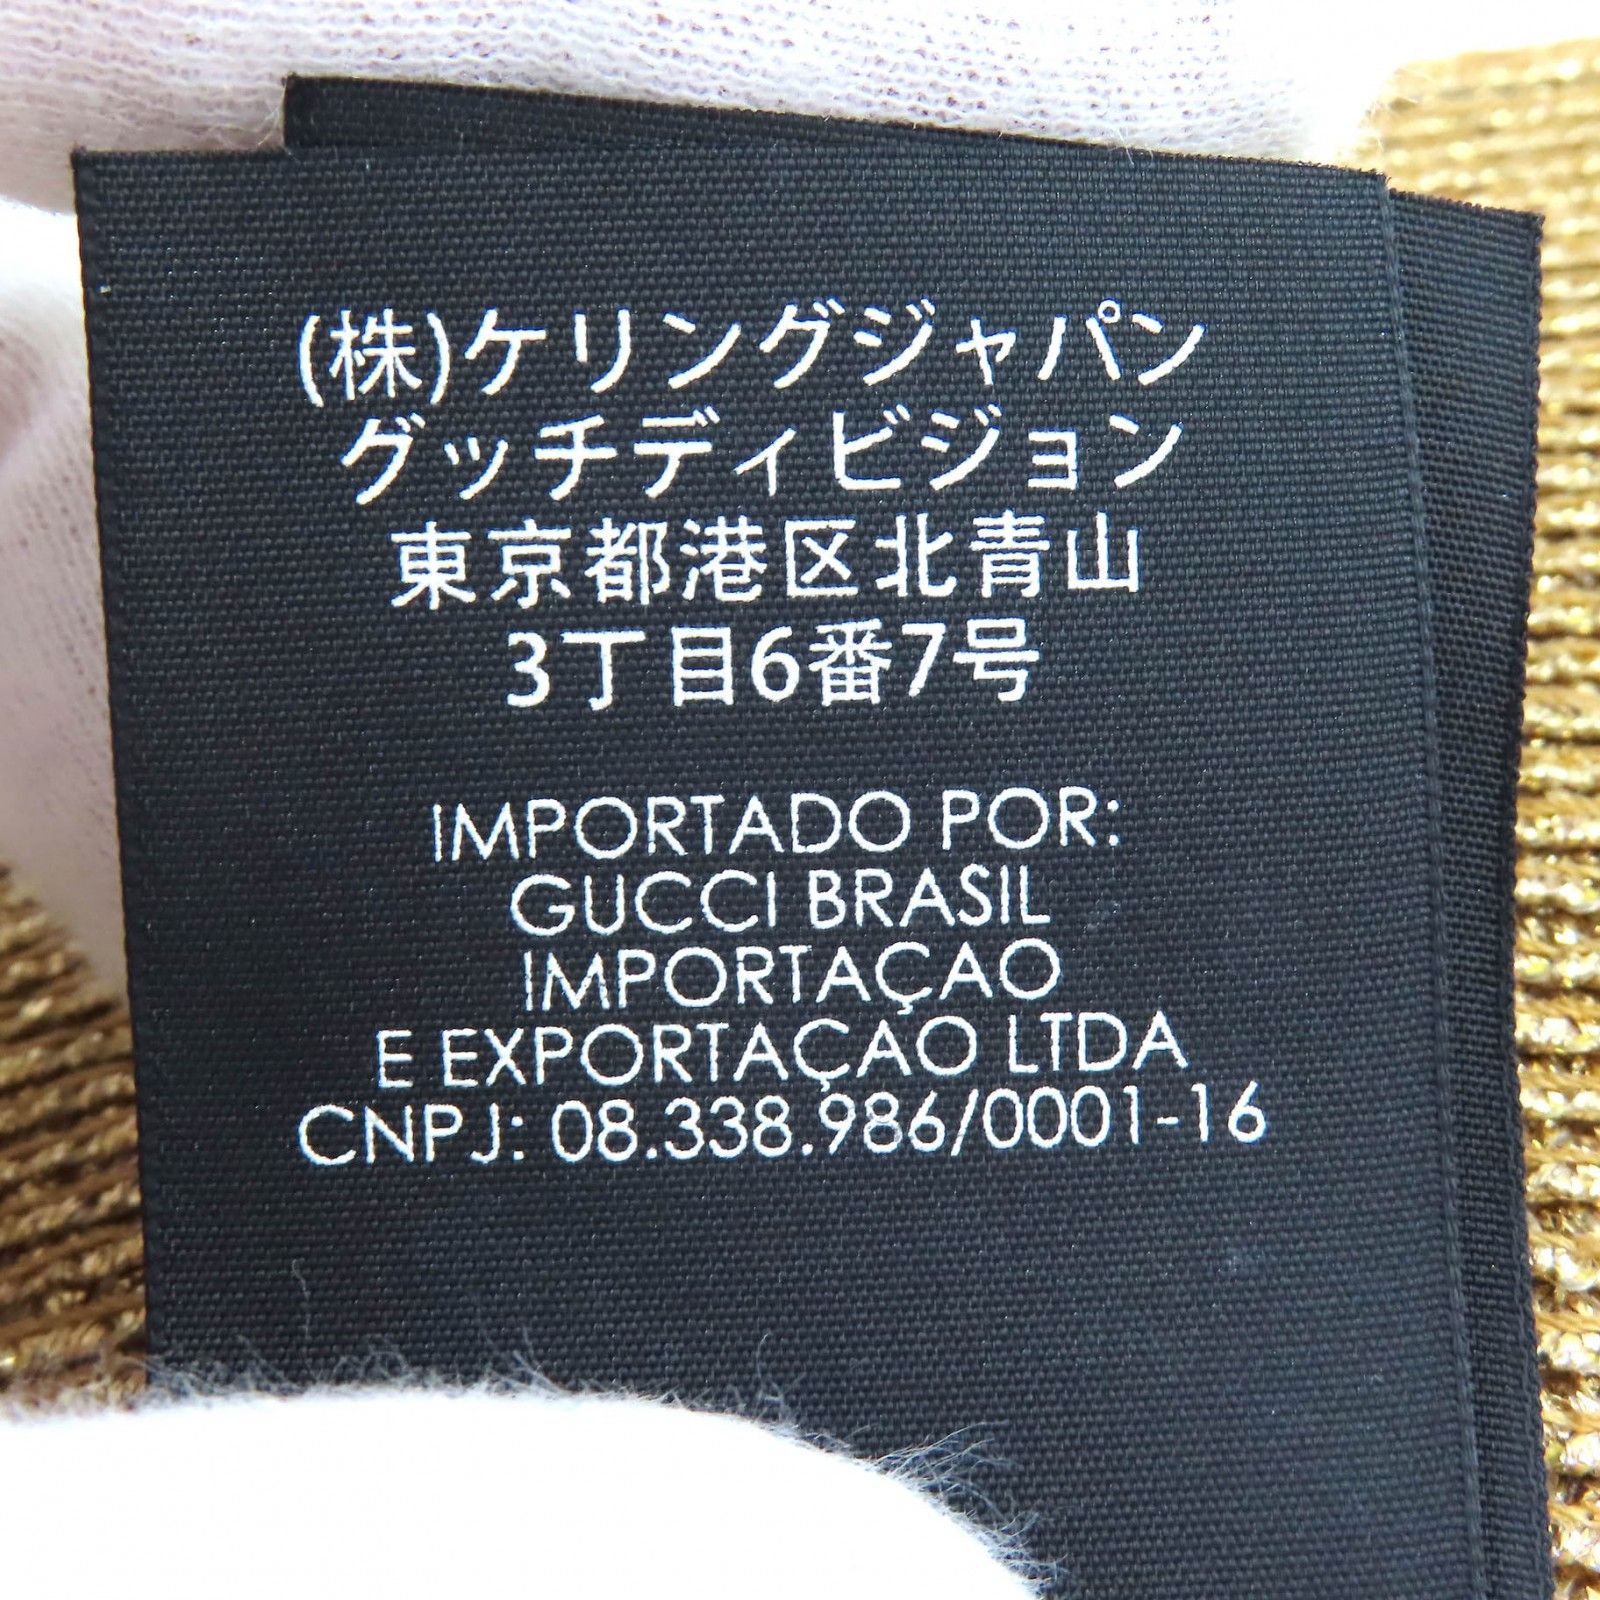 (株)ケリングジャパン
グッチディビジョン
東京都港区北青山
3丁目6番7号
IMPORTADO POR:
GUCCI BRASIL
IMPORTAÇAO
E EXPORTAÇAO LTDA
CNPJ: 08.338.986/0001-16